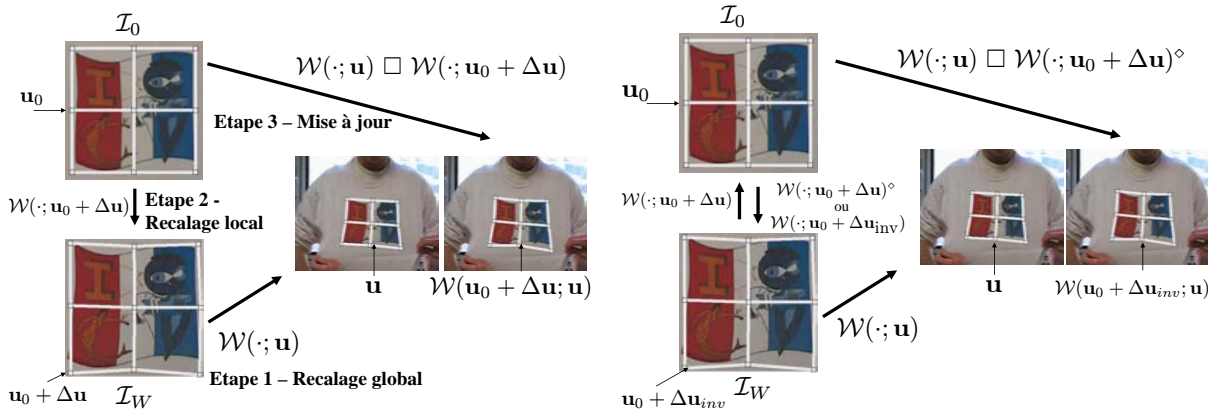 𝓘₀
𝒲(·; u) □ 𝒲(·; u₀ + Δu)
u₀
Etape 3 – Mise à jour
𝒲(·; u₀ + Δu)
Etape 2 -
Recalage local
u
𝒲(u₀ + Δu; u)
𝒲(·; u)
Etape 1 – Recalage global
u₀ + Δu
𝓘_W
𝓘₀
𝒲(·; u) □ 𝒲(·; u₀ + Δu)^⋄
u₀
𝒲(·; u₀ + Δu)
𝒲(·; u₀ + Δu)^⋄
ou
𝒲(·; u₀ + Δu_inv)
u
𝒲(u₀ + Δu_inv; u)
𝒲(·; u)
u₀ + Δu_inv
𝓘_W